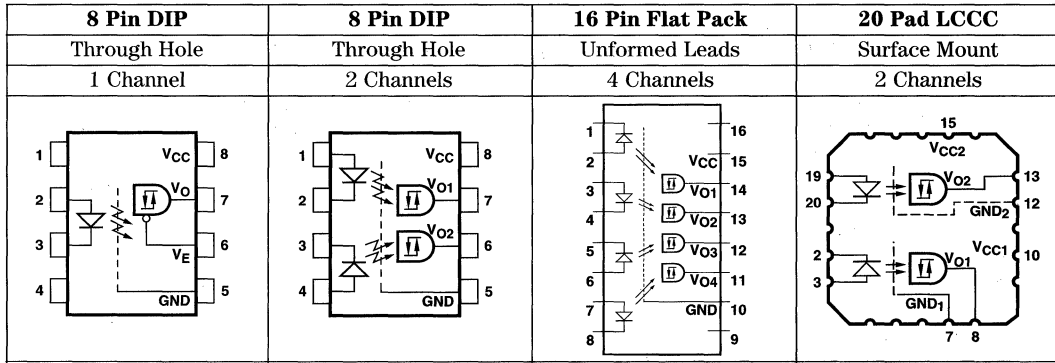 8 Pin DIP
8 Pin DIP
16 Pin Flat Pack
20 Pad LCCC
Through Hole
Through Hole
Unformed Leads
Surface Mount
1 Channel
2 Channels
4 Channels
2 Channels
1
2
3
4
VCC
VO
VE
GND
8
7
6
5
1
2
3
4
VCC
VO1
VO2
GND
8
7
6
5
1
2
3
4
5
6
7
8
VCC
VO1
VO2
VO3
VO4
GND
16
15
14
13
12
11
10
9
15
VCC2
19
20
VO2
13
12
GND2
2
3
VO1
VCC1
10
GND1
7
8